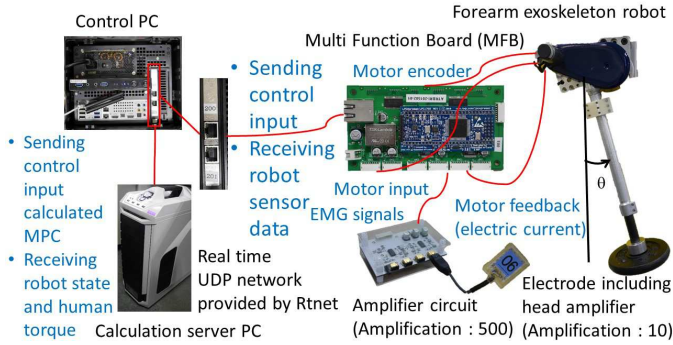 Control PC
Forearm exoskeleton robot
Multi Function Board (MFB)
• Sending
control
input
• Receiving
robot
sensor
data
Motor encoder
200
201
• Sending
control
input
calculated
MPC
• Receiving
robot state
and human
torque
Motor input
EMG signals
Motor feedback
(electric current)
θ
06
Real time
UDP network
provided by Rtnet
Calculation server PC
Amplifier circuit
(Amplification : 500)
Electrode including
head amplifier
(Amplification : 10)